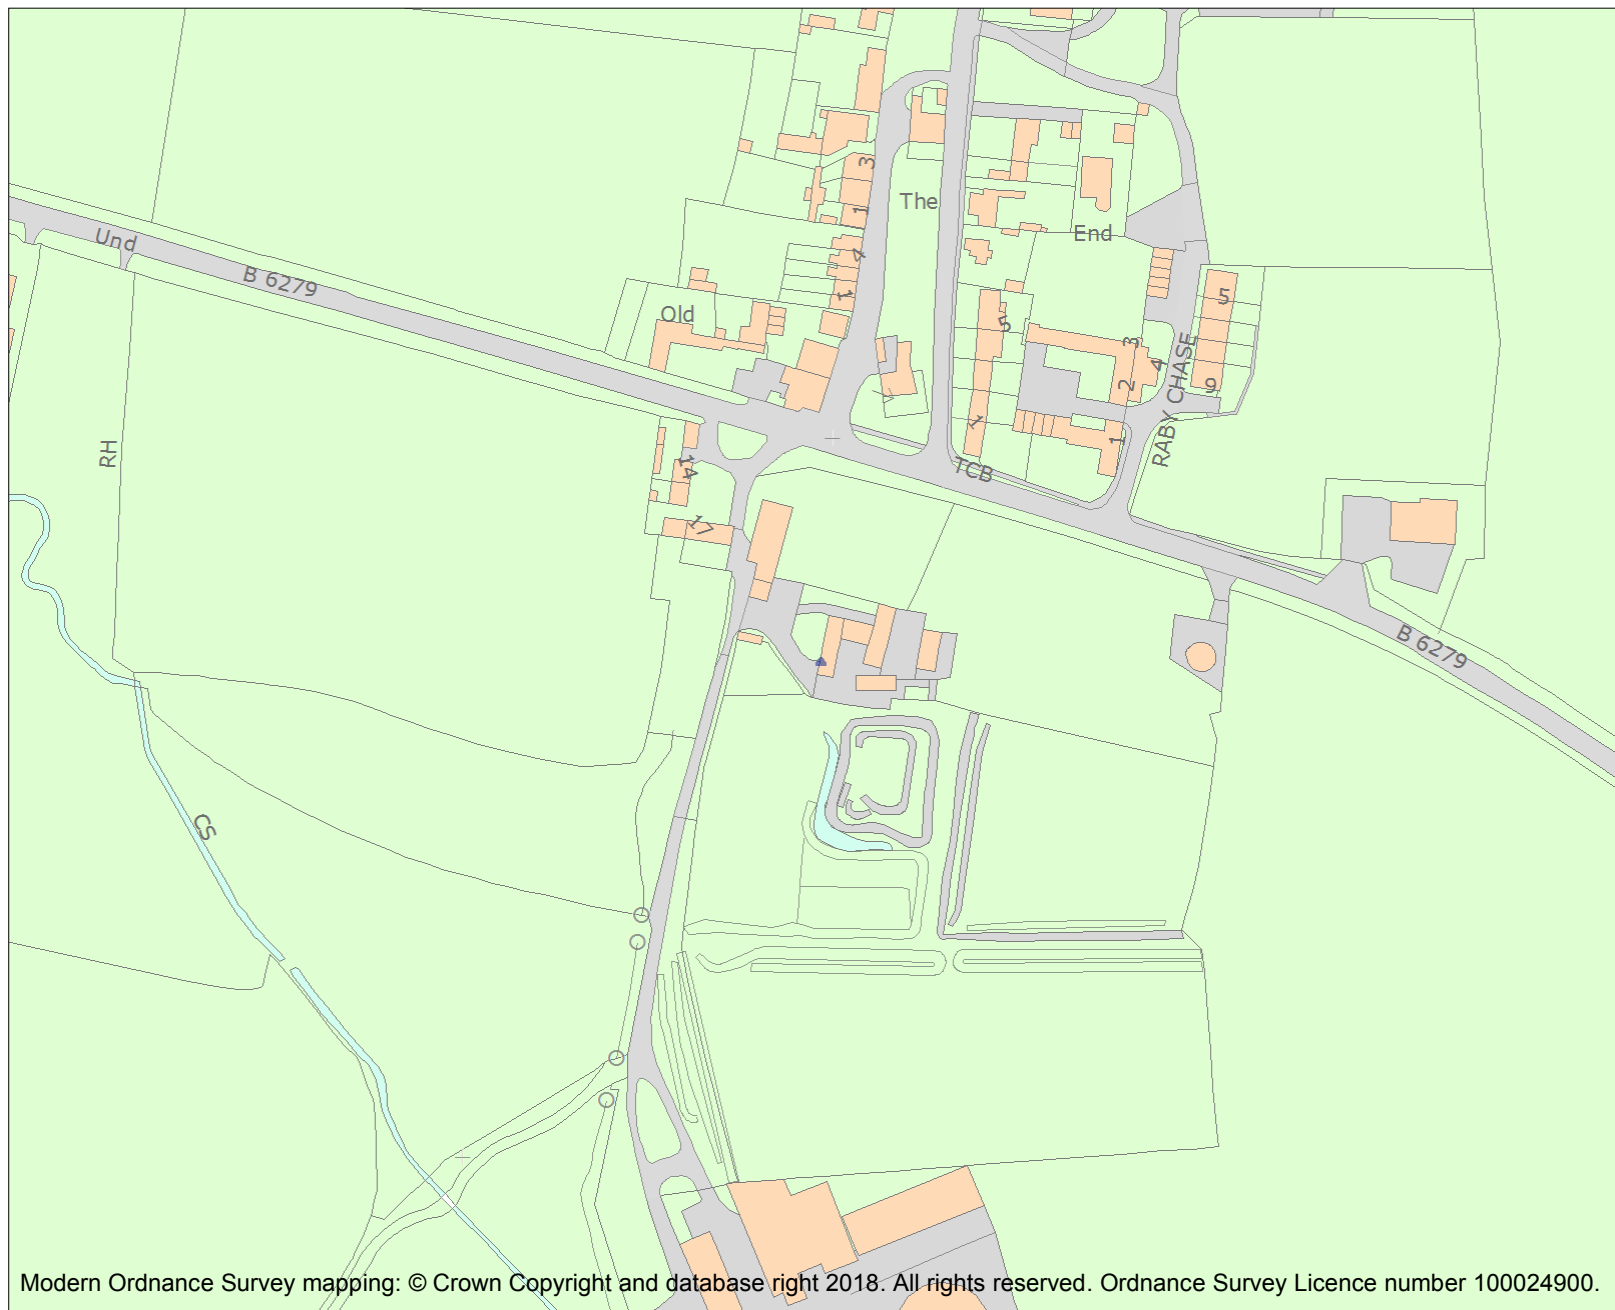 3
The
1
Und
End
4
B 6279
5
1
Old
5
3
4
RABY CHASE
2
9
1
1
RH
14
TCB
17
B 6279
CS
Modern Ordnance Survey mapping: © Crown Copyright and database right 2018. All rights reserved. Ordnance Survey Licence number 100024900.